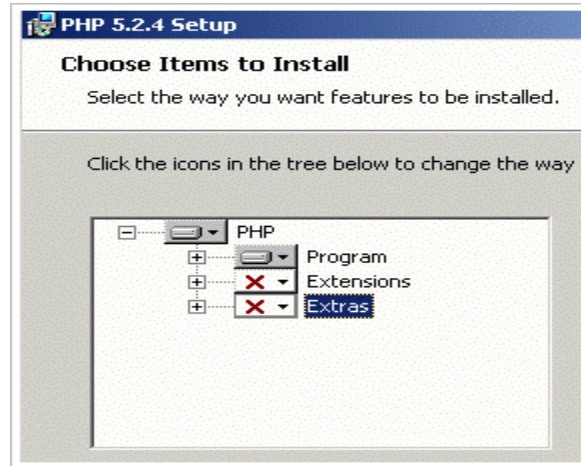 PHP 5.2.4 Setup
Choose Items to Install
Select the way you want features to be installed.
Click the icons in the tree below to change the way
PHP
Program
Extensions
Extras